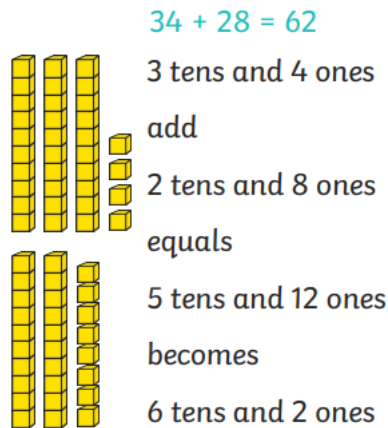 34 + 28 = 62
3 tens and 4 ones
add
2 tens and 8 ones
equals
5 tens and 12 ones
becomes
6 tens and 2 ones